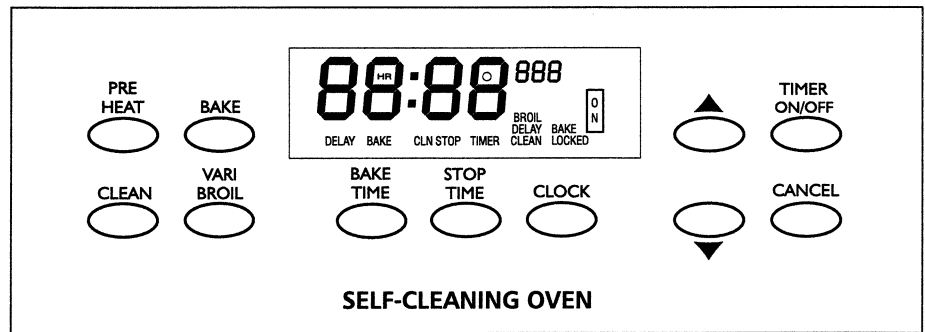 PRE
HEAT
BAKE
CLEAN
VARI
BROIL
88:88 888
HR
O
N
DELAY BAKE CLN STOP TIMER
BROIL
DELAY BAKE
CLEAN LOCKED
BAKE
TIME
STOP
TIME
CLOCK
TIMER
ON/OFF
CANCEL
SELF-CLEANING OVEN